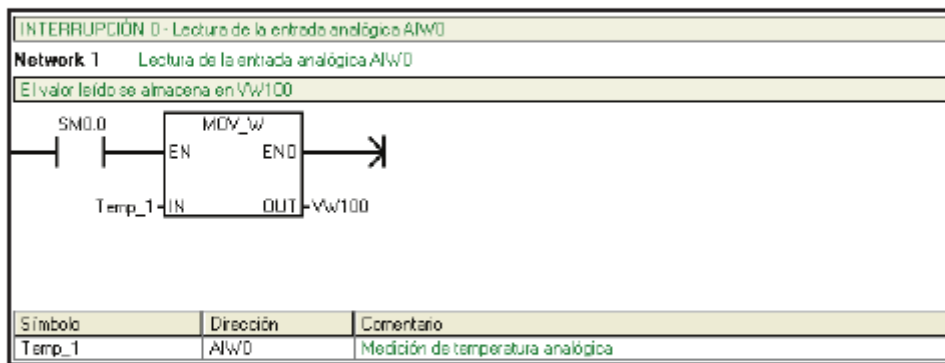 INTERRUPCIÓN 0 - Lectura de la entrada analógica AIW0
Network 1 Lectura de la entrada analógica AIW0
El valor leído se almacena en VW100
SM0.0
MOV_W
EN ENO
Temp_1 IN OUT VW100
Símbolo Dirección Comentario
Temp_1 AIW0 Medición de temperatura analógica